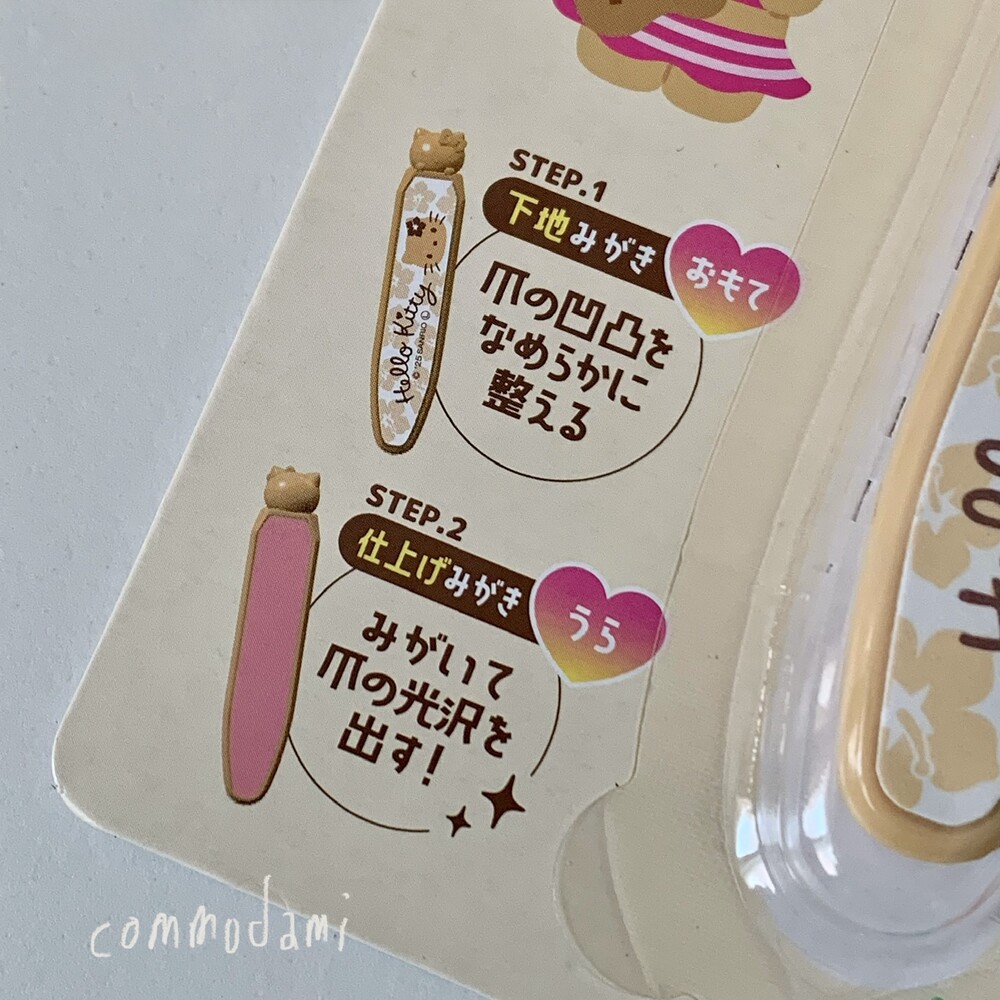 STEP.1
下地みがき
おもて
爪の凹凸を
なめらかに
整える
Hello Kitty
© '25 SANRIO Ⓛ
STEP.2
仕上げみがき
うら
みがいて
爪の光沢を
出す!
commodami